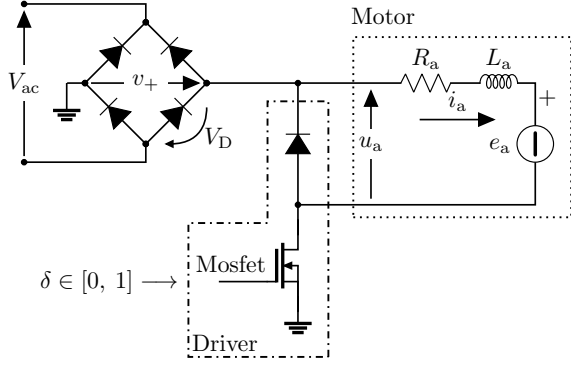 Motor
R_a
L_a
V_ac
v_+
i_a
+
V_D
u_a
e_a
Mosfet
δ ∈ [0, 1] ⟶
Driver